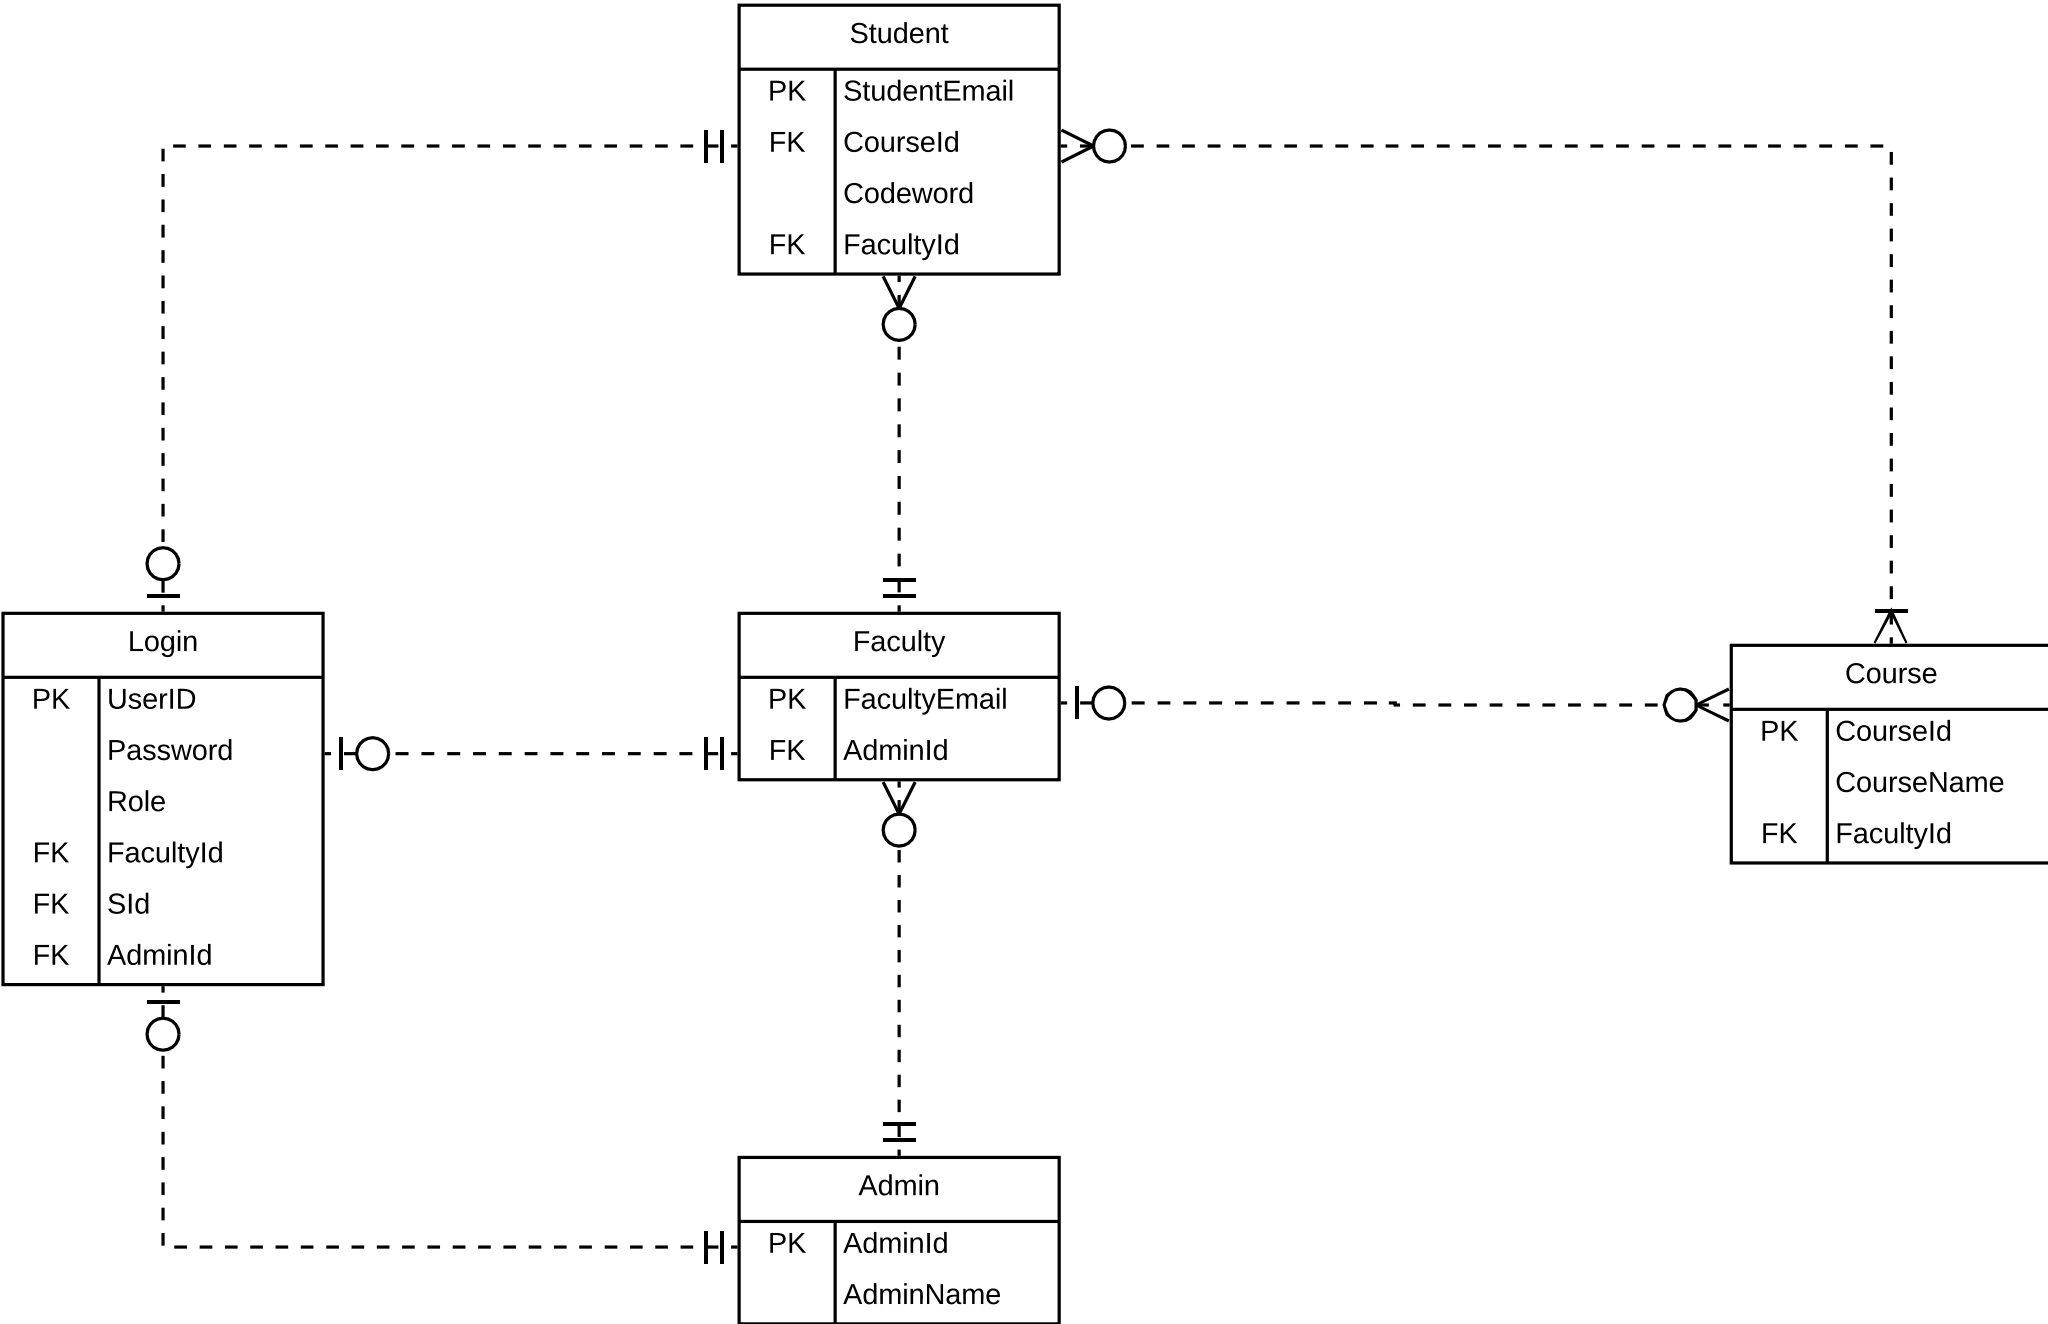 Student
PK StudentEmail
FK CourseId
Codeword
FK FacultyId
Login
PK UserID
Password
Role
FK FacultyId
FK SId
FK AdminId
Faculty
PK FacultyEmail
FK AdminId
Course
PK CourseId
CourseName
FK FacultyId
Admin
PK AdminId
AdminName